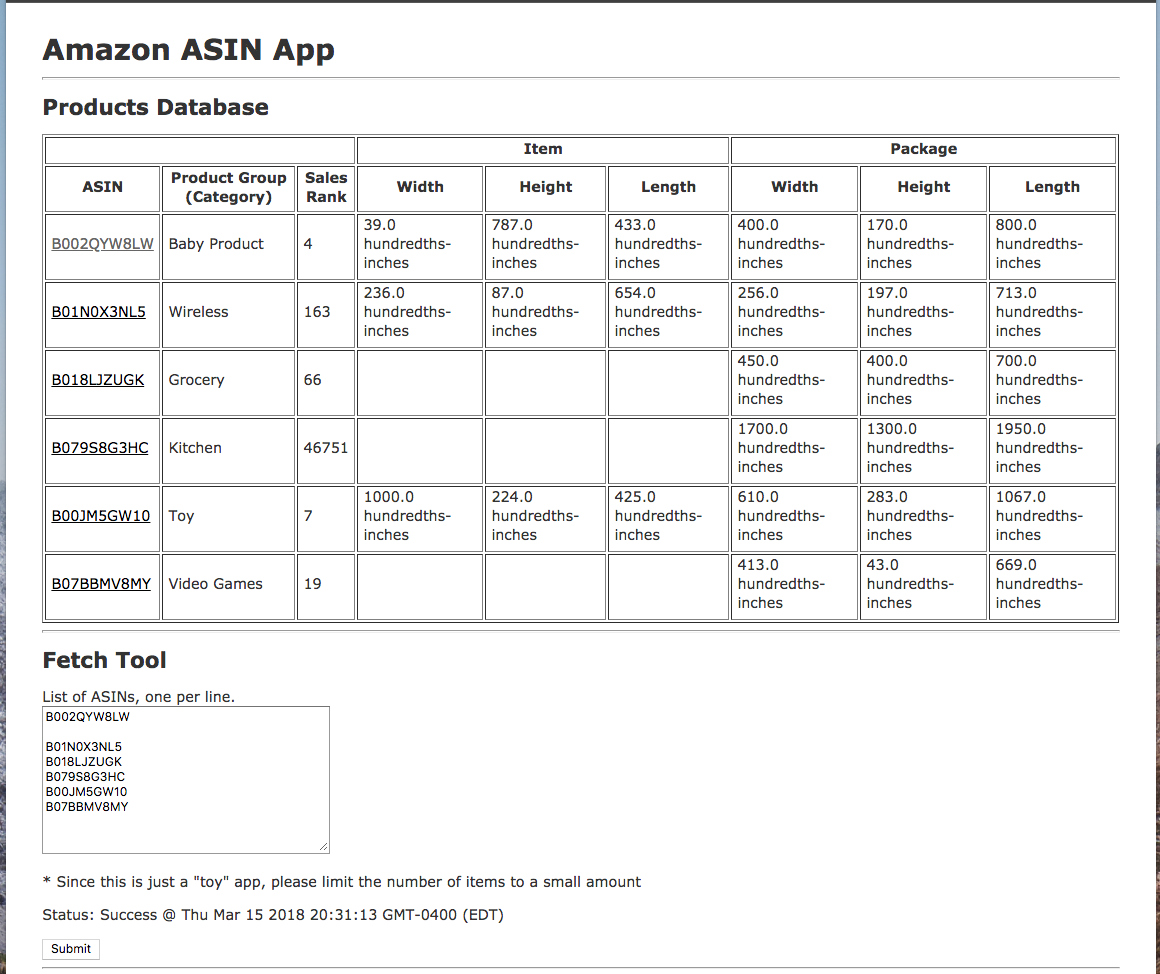 Amazon ASIN App
Products Database
Item Package
ASIN Product Group (Category) Sales Rank Width Height Length Width Height Length
B002QYW8LW Baby Product 4 39.0 hundredths-inches 787.0 hundredths-inches 433.0 hundredths-inches 400.0 hundredths-inches 170.0 hundredths-inches 800.0 hundredths-inches
B01N0X3NL5 Wireless 163 236.0 hundredths-inches 87.0 hundredths-inches 654.0 hundredths-inches 256.0 hundredths-inches 197.0 hundredths-inches 713.0 hundredths-inches
B018LJZUGK Grocery 66 450.0 hundredths-inches 400.0 hundredths-inches 700.0 hundredths-inches
B079S8G3HC Kitchen 46751 1700.0 hundredths-inches 1300.0 hundredths-inches 1950.0 hundredths-inches
B00JM5GW10 Toy 7 1000.0 hundredths-inches 224.0 hundredths-inches 425.0 hundredths-inches 610.0 hundredths-inches 283.0 hundredths-inches 1067.0 hundredths-inches
B07BBMV8MY Video Games 19 413.0 hundredths-inches 43.0 hundredths-inches 669.0 hundredths-inches
Fetch Tool
List of ASINs, one per line.
B002QYW8LW
B01N0X3NL5
B018LJZUGK
B079S8G3HC
B00JM5GW10
B07BBMV8MY
* Since this is just a "toy" app, please limit the number of items to a small amount
Status: Success @ Thu Mar 15 2018 20:31:13 GMT-0400 (EDT)
Submit